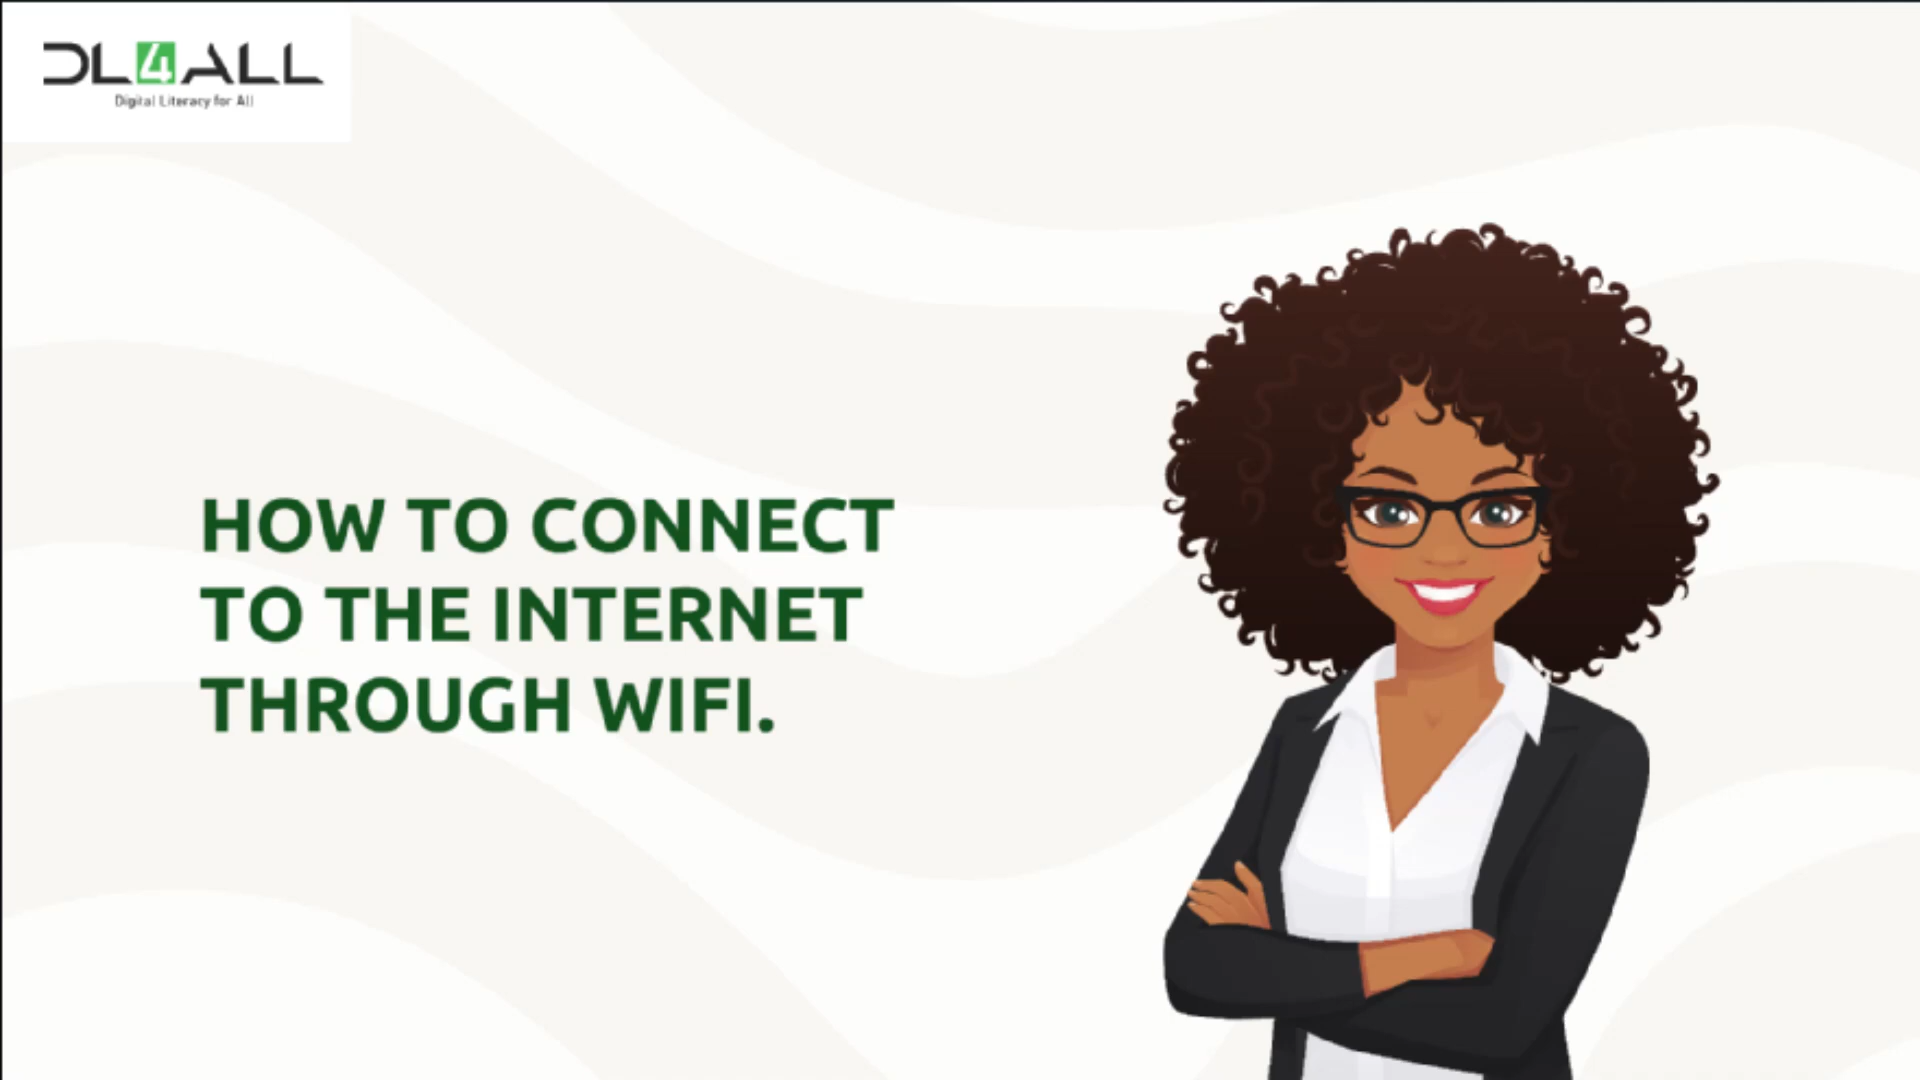 DL4ALL
Digital Literacy for All
HOW TO CONNECT
TO THE INTERNET
THROUGH WIFI.